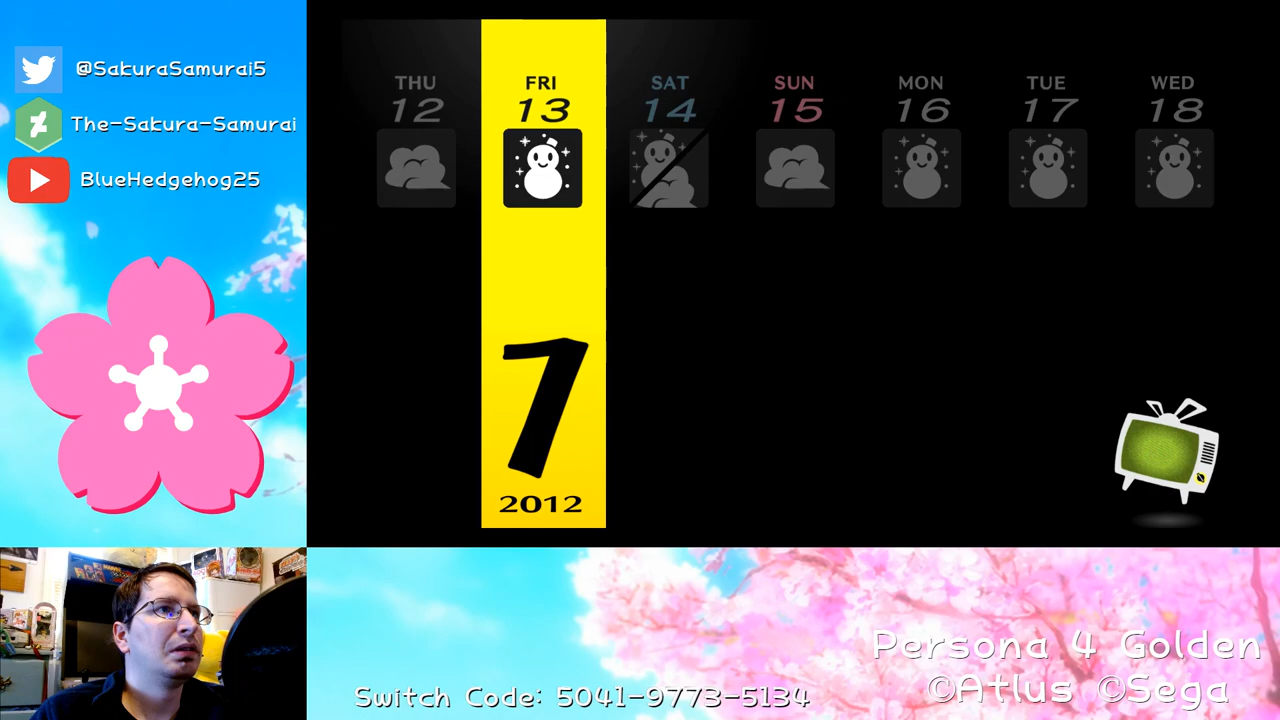 @SakuraSamurai5
The-Sakura-Samurai
BlueHedgehog25
THU FRI SAT SUN MON TUE WED
12 13 14 15 16 17 18
1
2012
Persona 4 Golden
©Atlus ©Sega
Switch Code: 5041-9773-5134